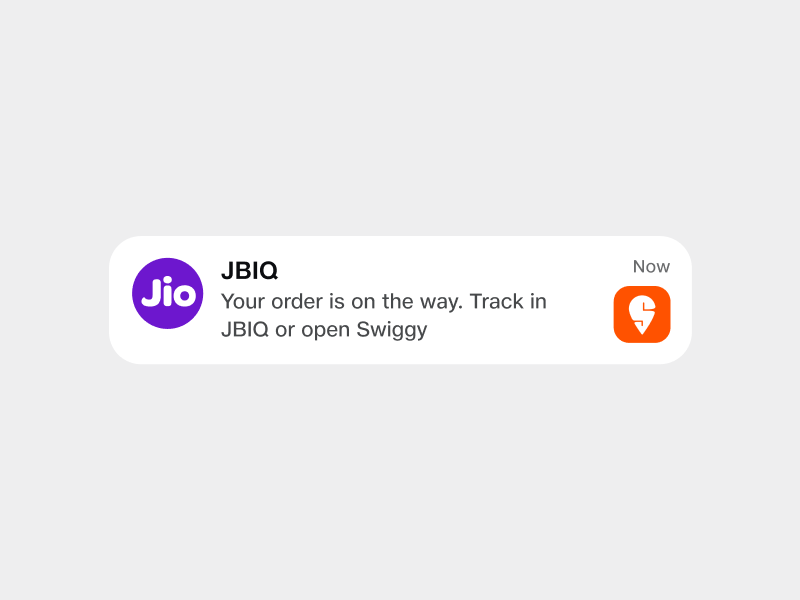 Jio
JBIQ
Now
Your order is on the way. Track in
JBIQ or open Swiggy